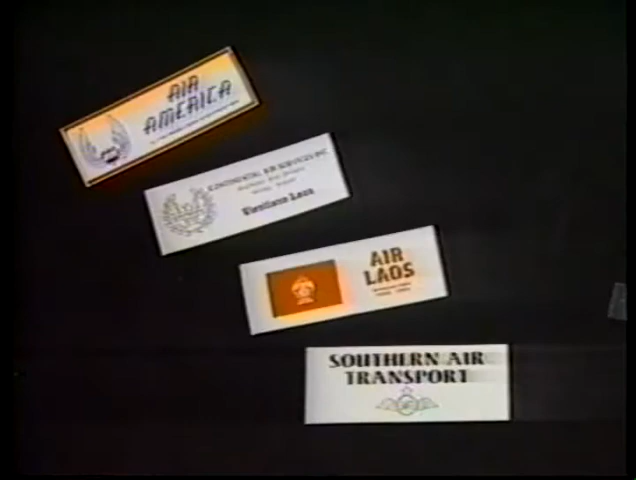 AIR
AMERICA
CONTINENTAL AIR SERVICES INC
Vientiane Laos
AIR
LAOS
SOUTHERN AIR
TRANSPORT